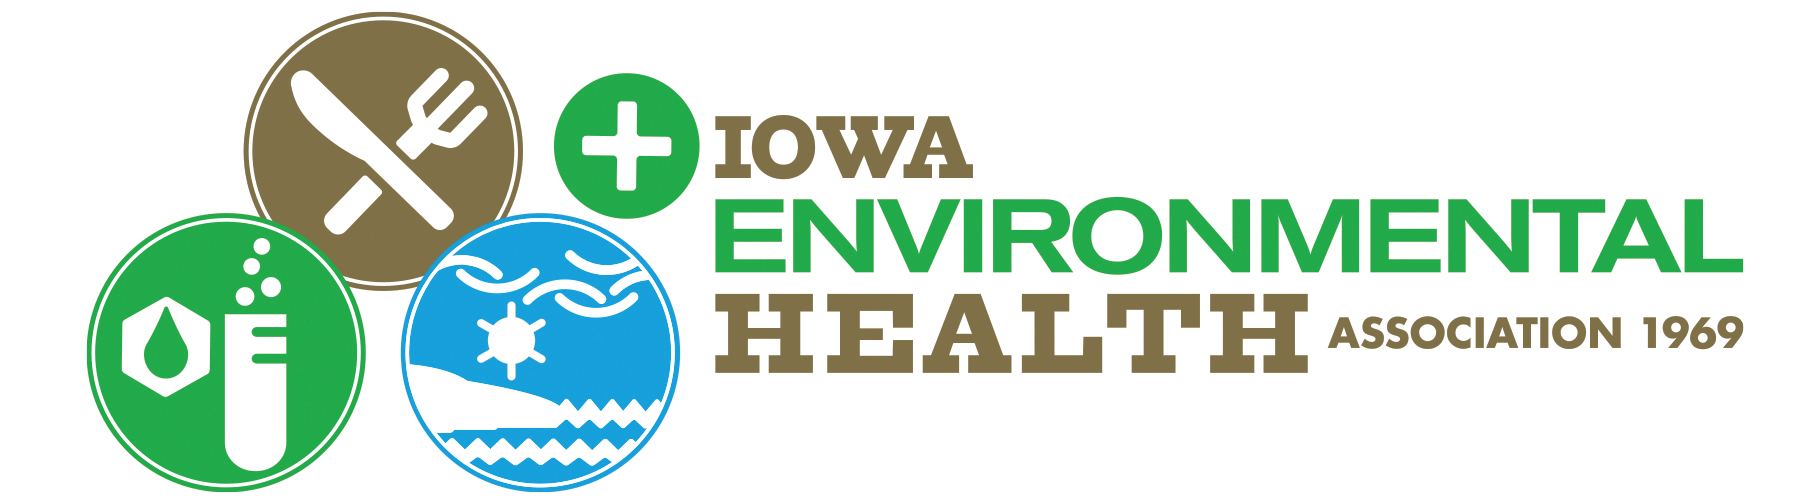 IOWA
ENVIRONMENTAL
HEALTH ASSOCIATION 1969